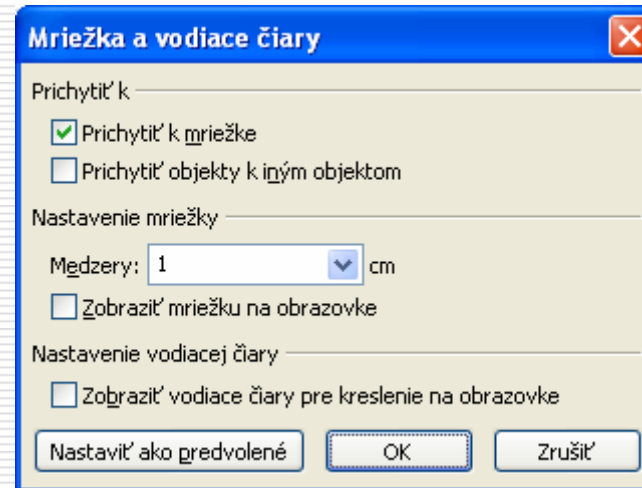 Mriežka a vodiace čiary
Prichytiť k
Prichytiť k mriežke
Prichytiť objekty k iným objektom
Nastavenie mriežky
Medzery: 1 cm
Zobraziť mriežku na obrazovke
Nastavenie vodiacej čiary
Zobraziť vodiace čiary pre kreslenie na obrazovke
Nastaviť ako predvolené OK Zrušiť